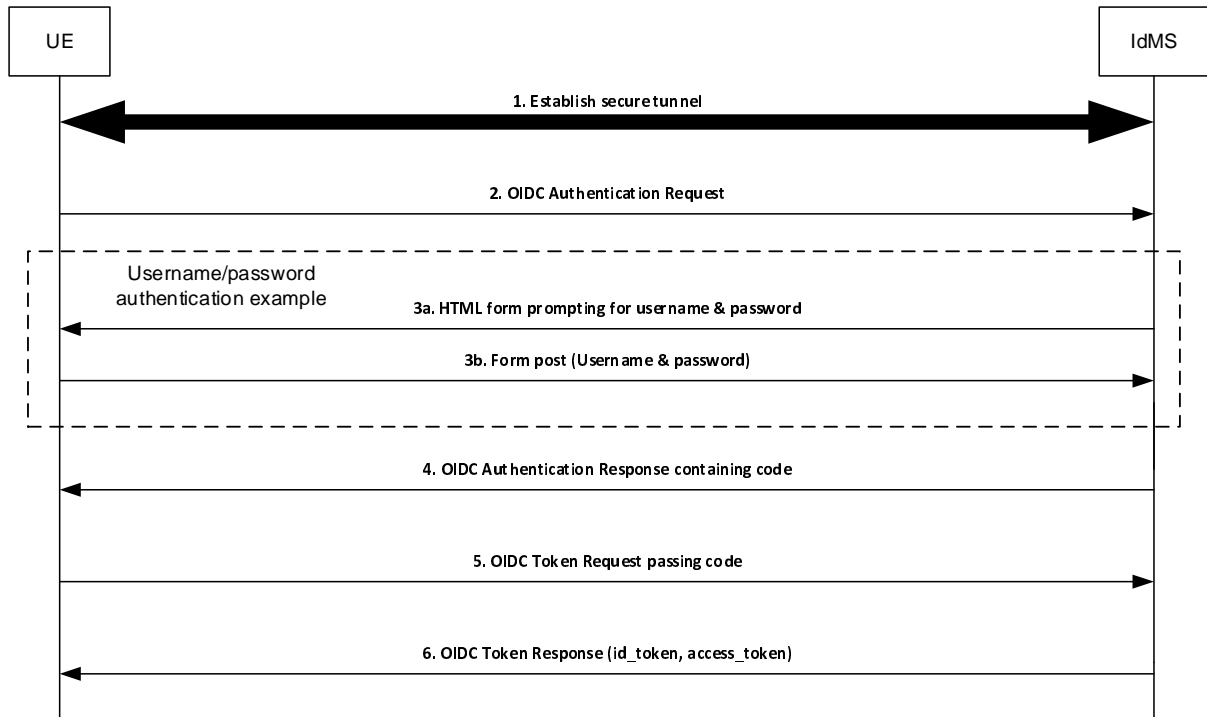 UE
IdMS
1. Establish secure tunnel
2. OIDC Authentication Request
Username/password
authentication example
3a. HTML form prompting for username & password
3b. Form post (Username & password)
4. OIDC Authentication Response containing code
5. OIDC Token Request passing code
6. OIDC Token Response (id_token, access_token)